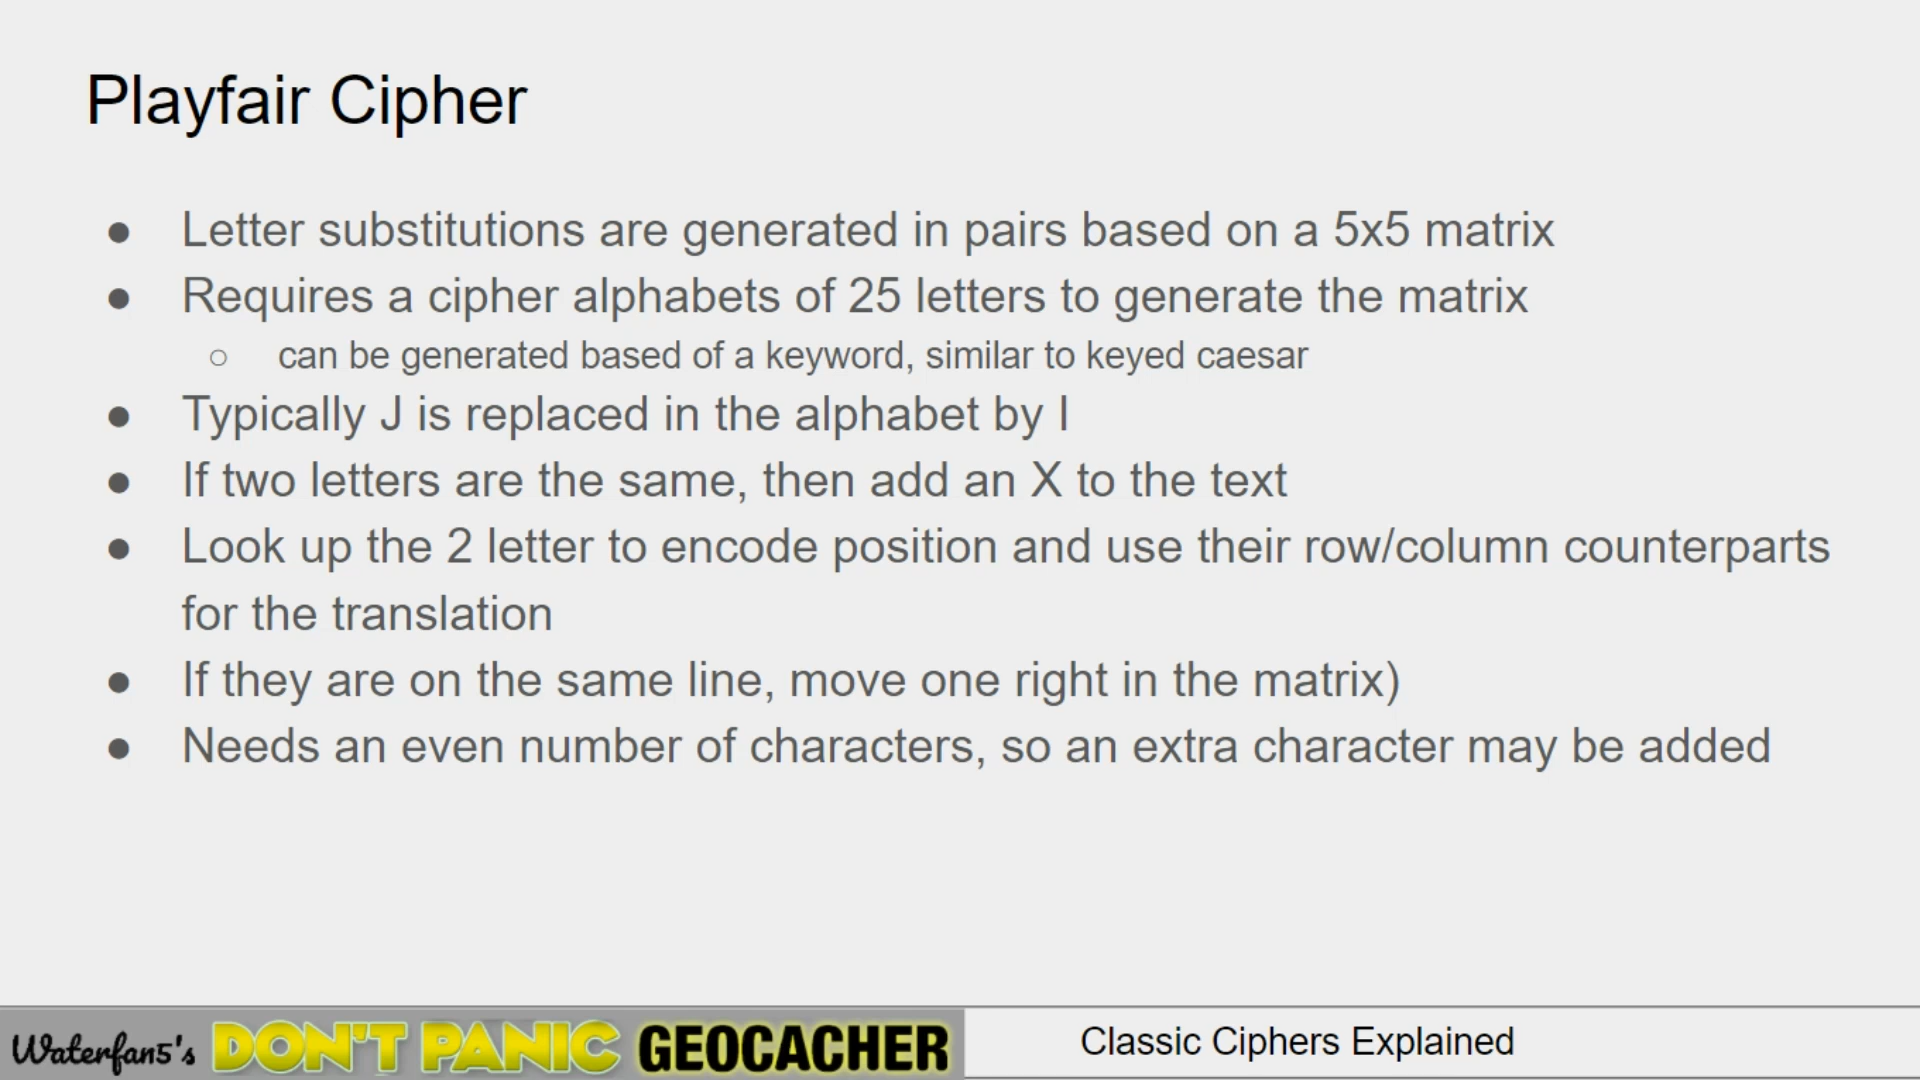 Playfair Cipher
● Letter substitutions are generated in pairs based on a 5x5 matrix
● Requires a cipher alphabets of 25 letters to generate the matrix
○ can be generated based of a keyword, similar to keyed caesar
● Typically J is replaced in the alphabet by I
● If two letters are the same, then add an X to the text
● Look up the 2 letter to encode position and use their row/column counterparts
for the translation
● If they are on the same line, move one right in the matrix)
● Needs an even number of characters, so an extra character may be added
Waterfan5's DON'T PANIC GEOCACHER
Classic Ciphers Explained